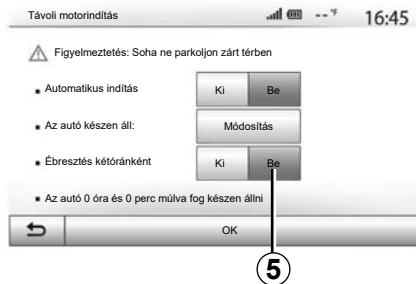 Távoli motorindítás -- °F 16:45
Figyelmeztetés: Soha ne parkoljon zárt térben
Automatikus indítás Ki Be
Az autó készen áll: Módosítás
Ébresztés kétóránként Ki Be
Az autó 0 óra és 0 perc múlva fog készen állni
OK
5